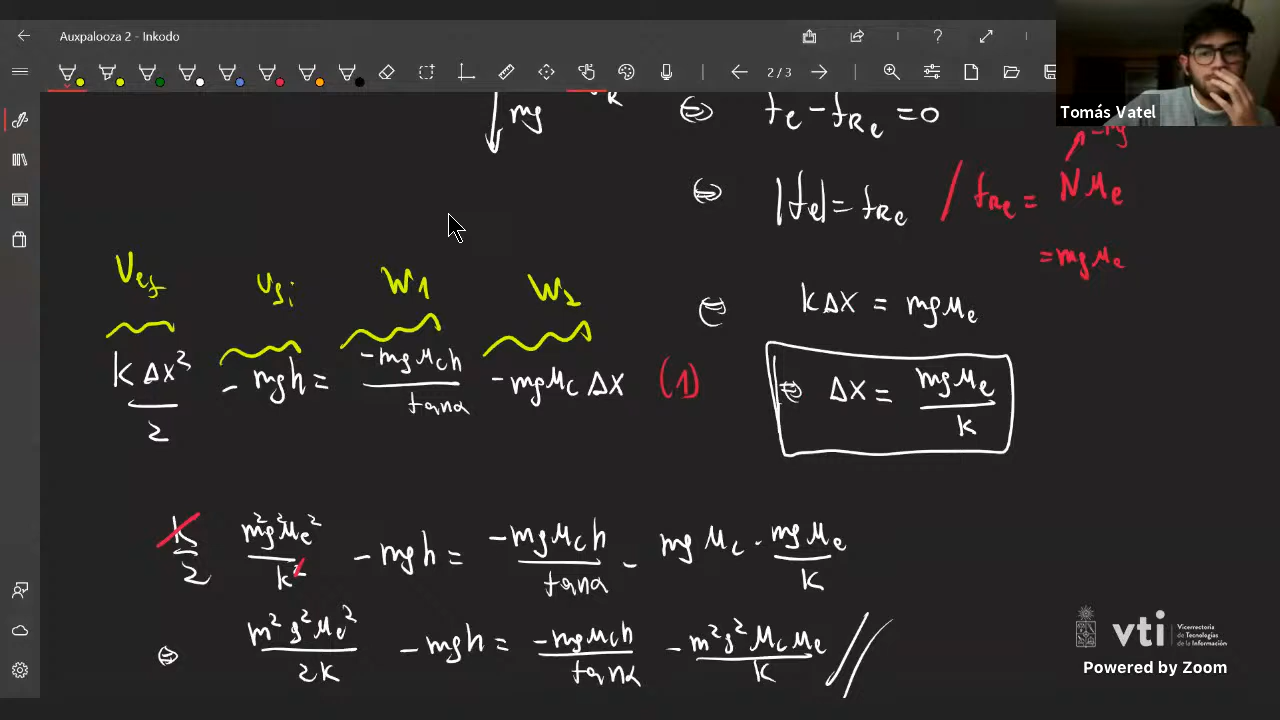 Auxpalooza 2 - Inkodo
2/3
Tomás Vatel
mg
⇔ fe - fRe = 0
⇔ |fe| = fRe / fRe = Nμe
= mgμe
Uef Ugi W1 W2
⇔ kΔx = mgμe
kΔx²/2 - mgh = -mgμch/tanα - mgμcΔx (1)
⇔ Δx = mgμe/k
k/2 m²g²μe²/k² - mgh = -mgμch/tanα - mgμc · mgμe/k
⇔ m²g²μe²/2k - mgh = -mgμch/tanα - m²g²μcμe/k //
vti Vicerrectoría de Tecnologías de la Información
Powered by Zoom